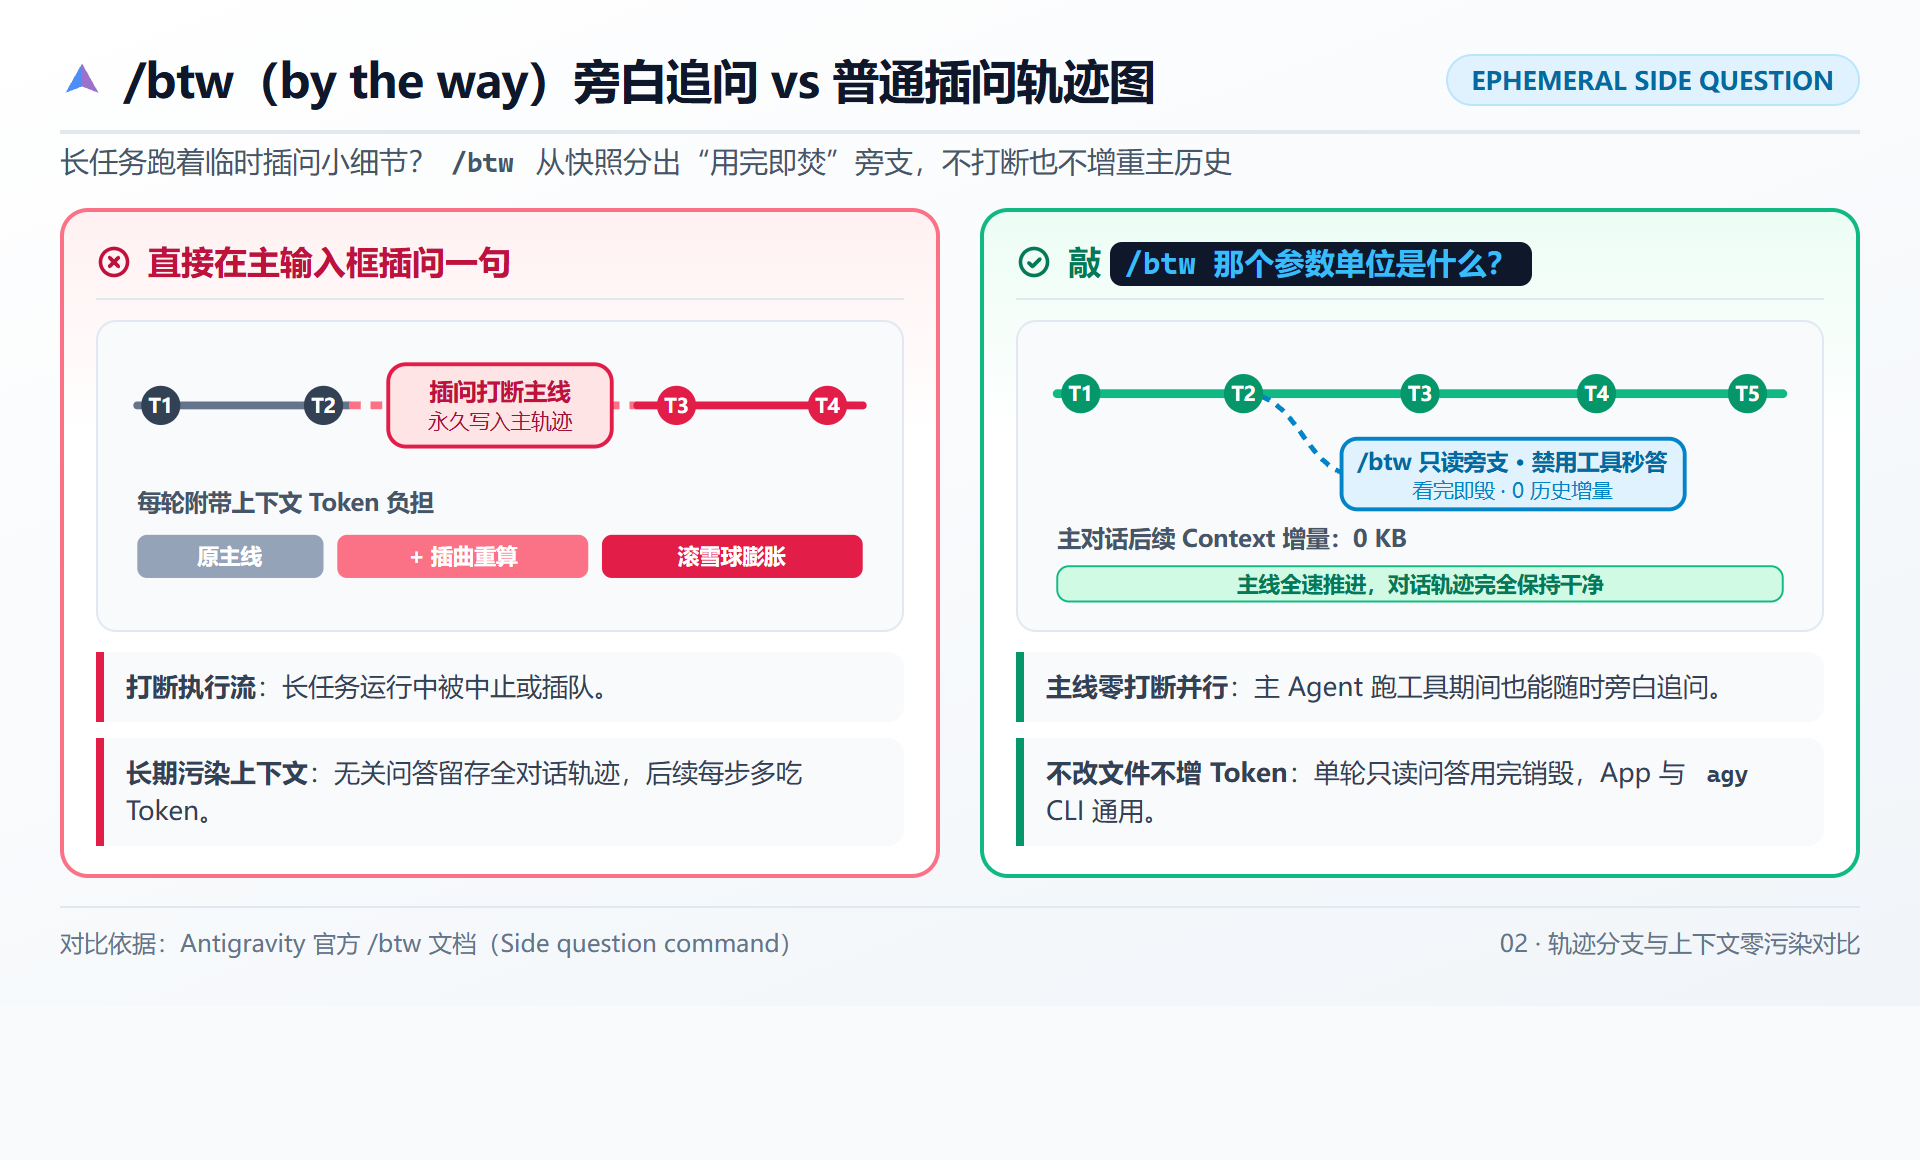 /btw（by the way）旁白追问 vs 普通插问轨迹图
EPHEMERAL SIDE QUESTION
长任务跑着临时插问小细节？ /btw 从快照分出“用完即焚”旁支，不打断也不增重主历史
直接在主输入框插问一句
T1
T2
插问打断主线
永久写入主轨迹
T3
T4
每轮附带上下文 Token 负担
原主线
+ 插曲重算
滚雪球膨胀
打断执行流：长任务运行中被中止或插队。
长期污染上下文：无关问答留存全对话轨迹，后续每步多吃
Token。
敲 /btw 那个参数单位是什么？
T1
T2
T3
T4
T5
/btw 只读旁支 • 禁用工具秒答
看完即毁 · 0 历史增量
主对话后续 Context 增量：0 KB
主线全速推进，对话轨迹完全保持干净
主线零打断并行：主 Agent 跑工具期间也能随时旁白追问。
不改文件不增 Token：单轮只读问答用完销毁，App 与 agy
CLI 通用。
对比依据：Antigravity 官方 /btw 文档（Side question command）
02 · 轨迹分支与上下文零污染对比